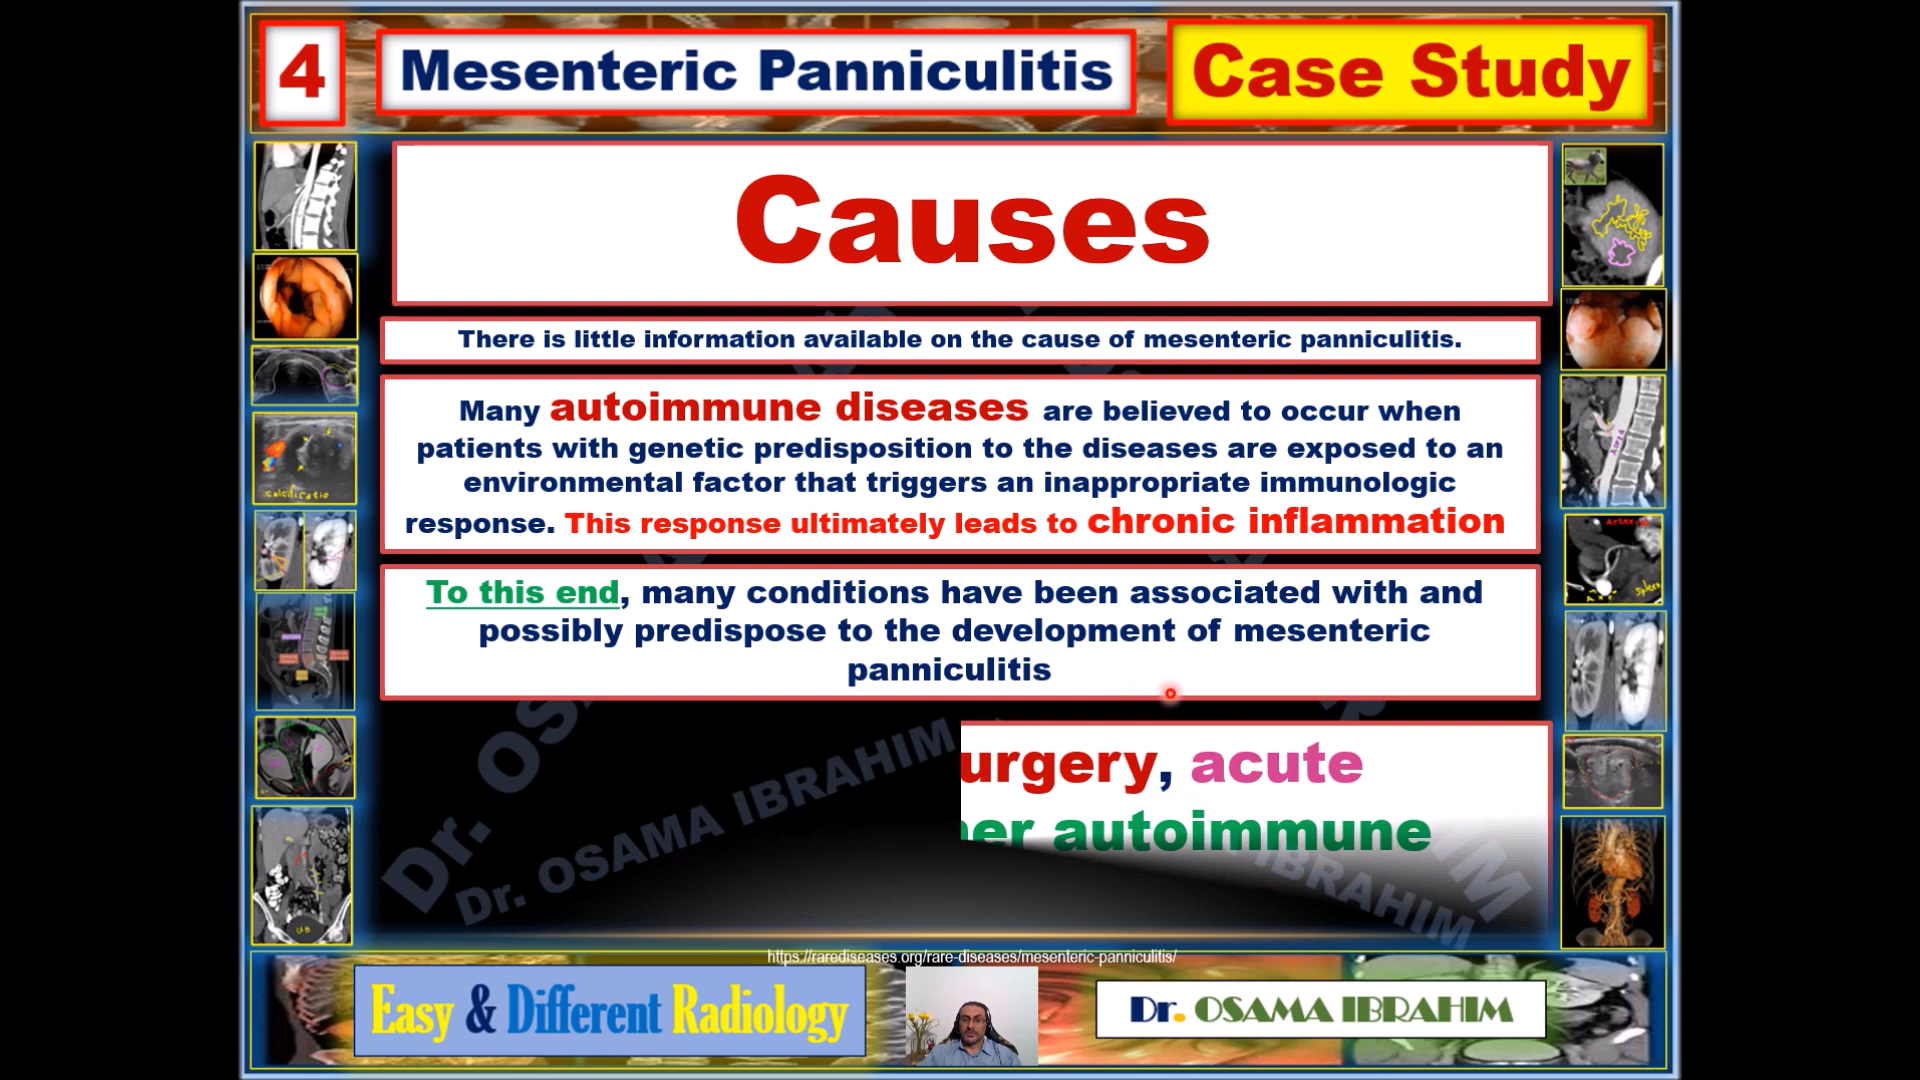 4
Mesenteric Panniculitis
Case Study
Causes
There is little information available on the cause of mesenteric panniculitis.
Many autoimmune diseases are believed to occur when
patients with genetic predisposition to the diseases are exposed to an
environmental factor that triggers an inappropriate immunologic
response. This response ultimately leads to chronic inflammation
To this end, many conditions have been associated with and
possibly predispose to the development of mesenteric
panniculitis
urgery, acute
er autoimmune
Dr. OSAMA IBRAHIM
https://rarediseases.org/rare-diseases/mesenteric-panniculitis/
Easy & Different Radiology
Dr. OSAMA IBRAHIM